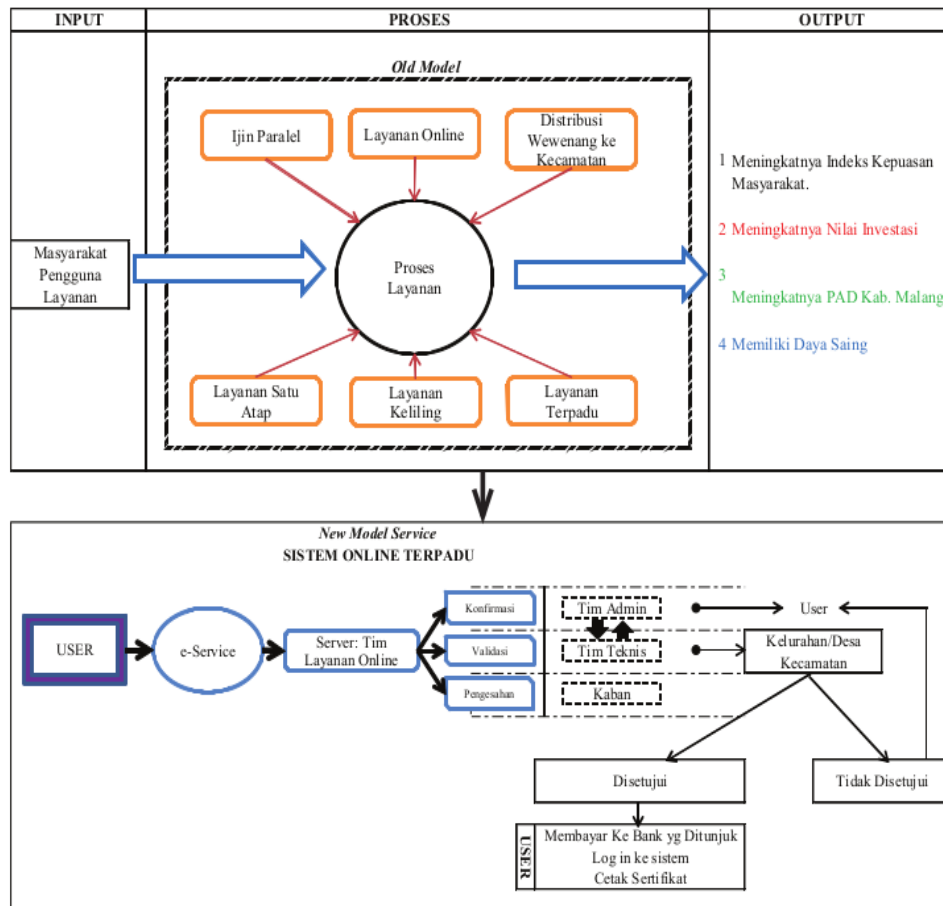 INPUT
PROSES
OUTPUT
Old Model
Ijin Paralel
Layanan Online
Distribusi
Wewenang ke
Kecamatan
Masyarakat
Pengguna
Layanan
Proses
Layanan
Layanan Satu
Atap
Layanan
Keliling
Layanan
Terpadu
1 Meningkatnya Indeks Kepuasan
Masyarakat.
2 Meningkatnya Nilai Investasi
3
Meningkatnya PAD Kab. Malang
4 Memiliki Daya Saing
New Model Service
SISTEM ONLINE TERPADU
USER
e-Service
Server: Tim
Layanan Online
Konfirmasi
Validasi
Pengesahan
Tim Admin
Tim Teknis
Kaban
User
Kelurahan/Desa
Kecamatan
Disetujui
Tidak Disetujui
USER
Membayar Ke Bank yg Ditunjuk
Log in ke sistem
Cetak Sertifikat